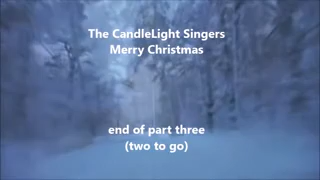 The CandleLight Singers
Merry Christmas
end of part three
(two to go)